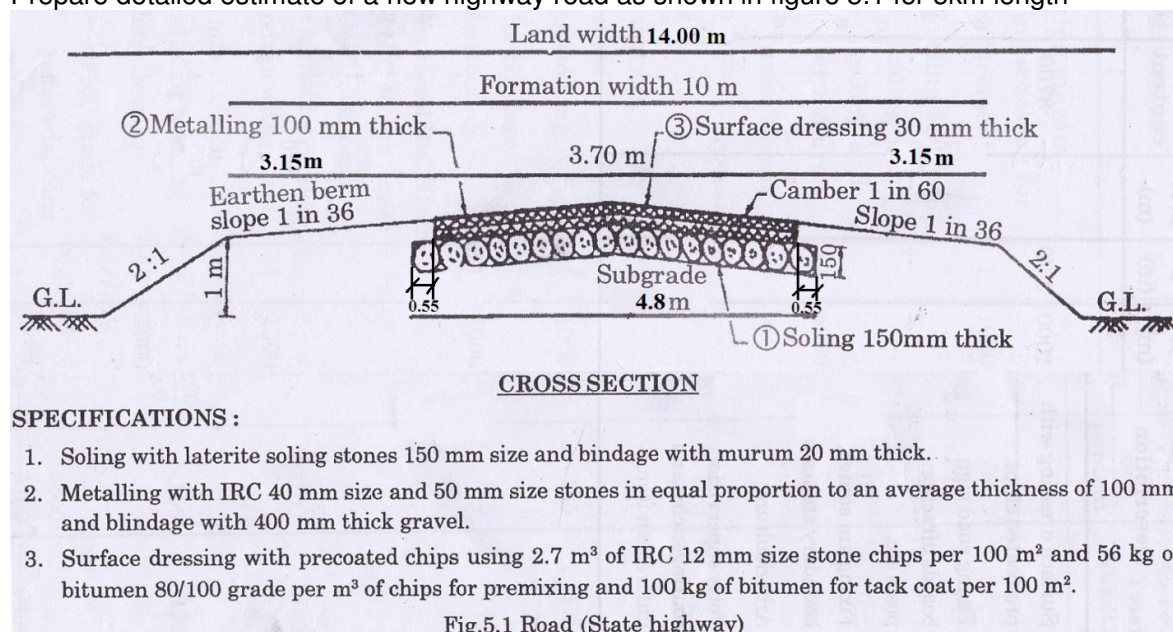 Prepare detailed estimate of a new highway road as shown in figure 5.1 for 5km length
Land width 14.00 m
Formation width 10 m
②Metalling 100 mm thick
③Surface dressing 30 mm thick
3.15m
3.70 m
3.15m
Earthen berm
slope 1 in 36
Camber 1 in 60
Slope 1 in 36
2:1
1 m
150
2:1
G.L.
0.55
Subgrade
4.8m
0.55
G.L.
①Soling 150mm thick
CROSS SECTION
SPECIFICATIONS :
1. Soling with laterite soling stones 150 mm size and bindage with murum 20 mm thick.
2. Metalling with IRC 40 mm size and 50 mm size stones in equal proportion to an average thickness of 100 mm
and blindage with 400 mm thick gravel.
3. Surface dressing with precoated chips using 2.7 m³ of IRC 12 mm size stone chips per 100 m² and 56 kg o
bitumen 80/100 grade per m³ of chips for premixing and 100 kg of bitumen for tack coat per 100 m².
Fig.5.1 Road (State highway)